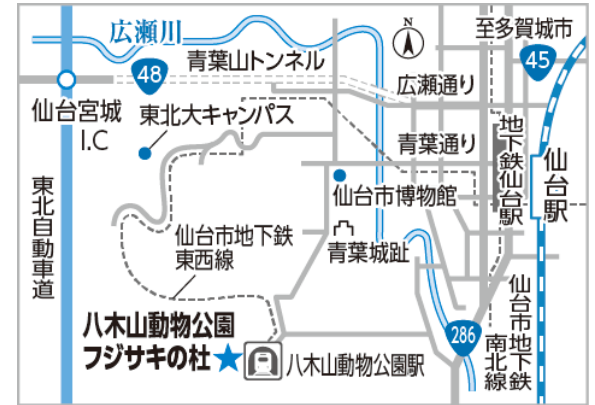 広瀬川
N
至多賀城市
48
青葉山トンネル
45
広瀬通り
仙台宮城
I.C
東北大キャンパス
青葉通り
地下鉄仙台駅
仙台駅
東北自動車道
仙台市博物館
仙台市地下鉄
東西線
青葉城趾
仙台市地下鉄
南北線
286
八木山動物公園
フジサキの杜
八木山動物公園駅